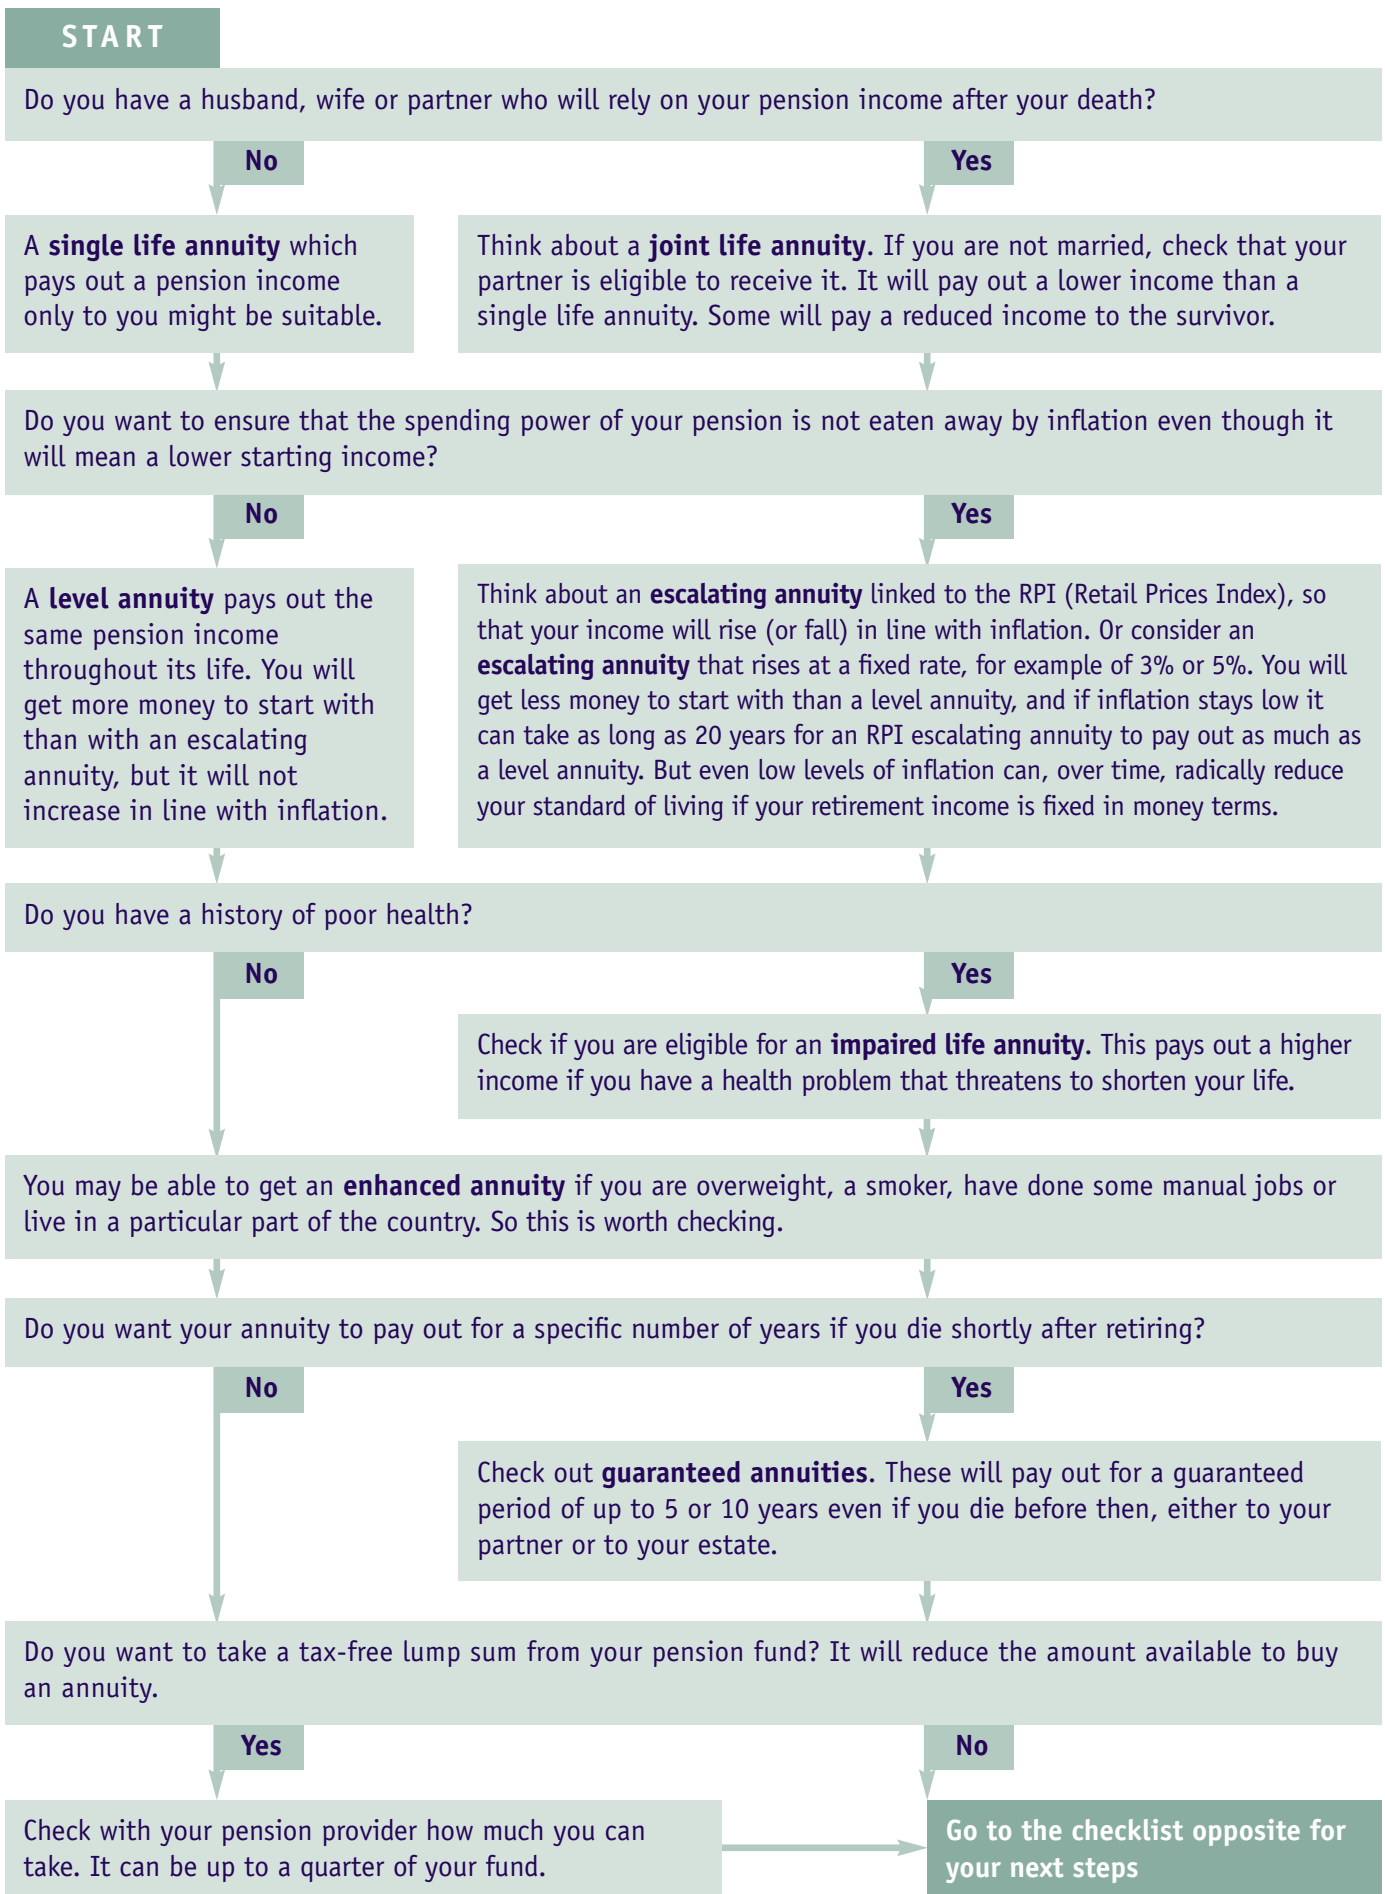 START
Do you have a husband, wife or partner who will rely on your pension income after your death?
No
Yes
A single life annuity which
pays out a pension income
only to you might be suitable.
Think about a joint life annuity. If you are not married, check that your
partner is eligible to receive it. It will pay out a lower income than a
single life annuity. Some will pay a reduced income to the survivor.
Do you want to ensure that the spending power of your pension is not eaten away by inflation even though it
will mean a lower starting income?
No
Yes
A level annuity pays out the
same pension income
throughout its life. You will
get more money to start with
than with an escalating
annuity, but it will not
increase in line with inflation.
Think about an escalating annuity linked to the RPI (Retail Prices Index), so
that your income will rise (or fall) in line with inflation. Or consider an
escalating annuity that rises at a fixed rate, for example of 3% or 5%. You will
get less money to start with than a level annuity, and if inflation stays low it
can take as long as 20 years for an RPI escalating annuity to pay out as much as
a level annuity. But even low levels of inflation can, over time, radically reduce
your standard of living if your retirement income is fixed in money terms.
Do you have a history of poor health?
No
Yes
Check if you are eligible for an impaired life annuity. This pays out a higher
income if you have a health problem that threatens to shorten your life.
You may be able to get an enhanced annuity if you are overweight, a smoker, have done some manual jobs or
live in a particular part of the country. So this is worth checking.
Do you want your annuity to pay out for a specific number of years if you die shortly after retiring?
No
Yes
Check out guaranteed annuities. These will pay out for a guaranteed
period of up to 5 or 10 years even if you die before then, either to your
partner or to your estate.
Do you want to take a tax-free lump sum from your pension fund? It will reduce the amount available to buy
an annuity.
Yes
No
Check with your pension provider how much you can
take. It can be up to a quarter of your fund.
Go to the checklist opposite for
your next steps